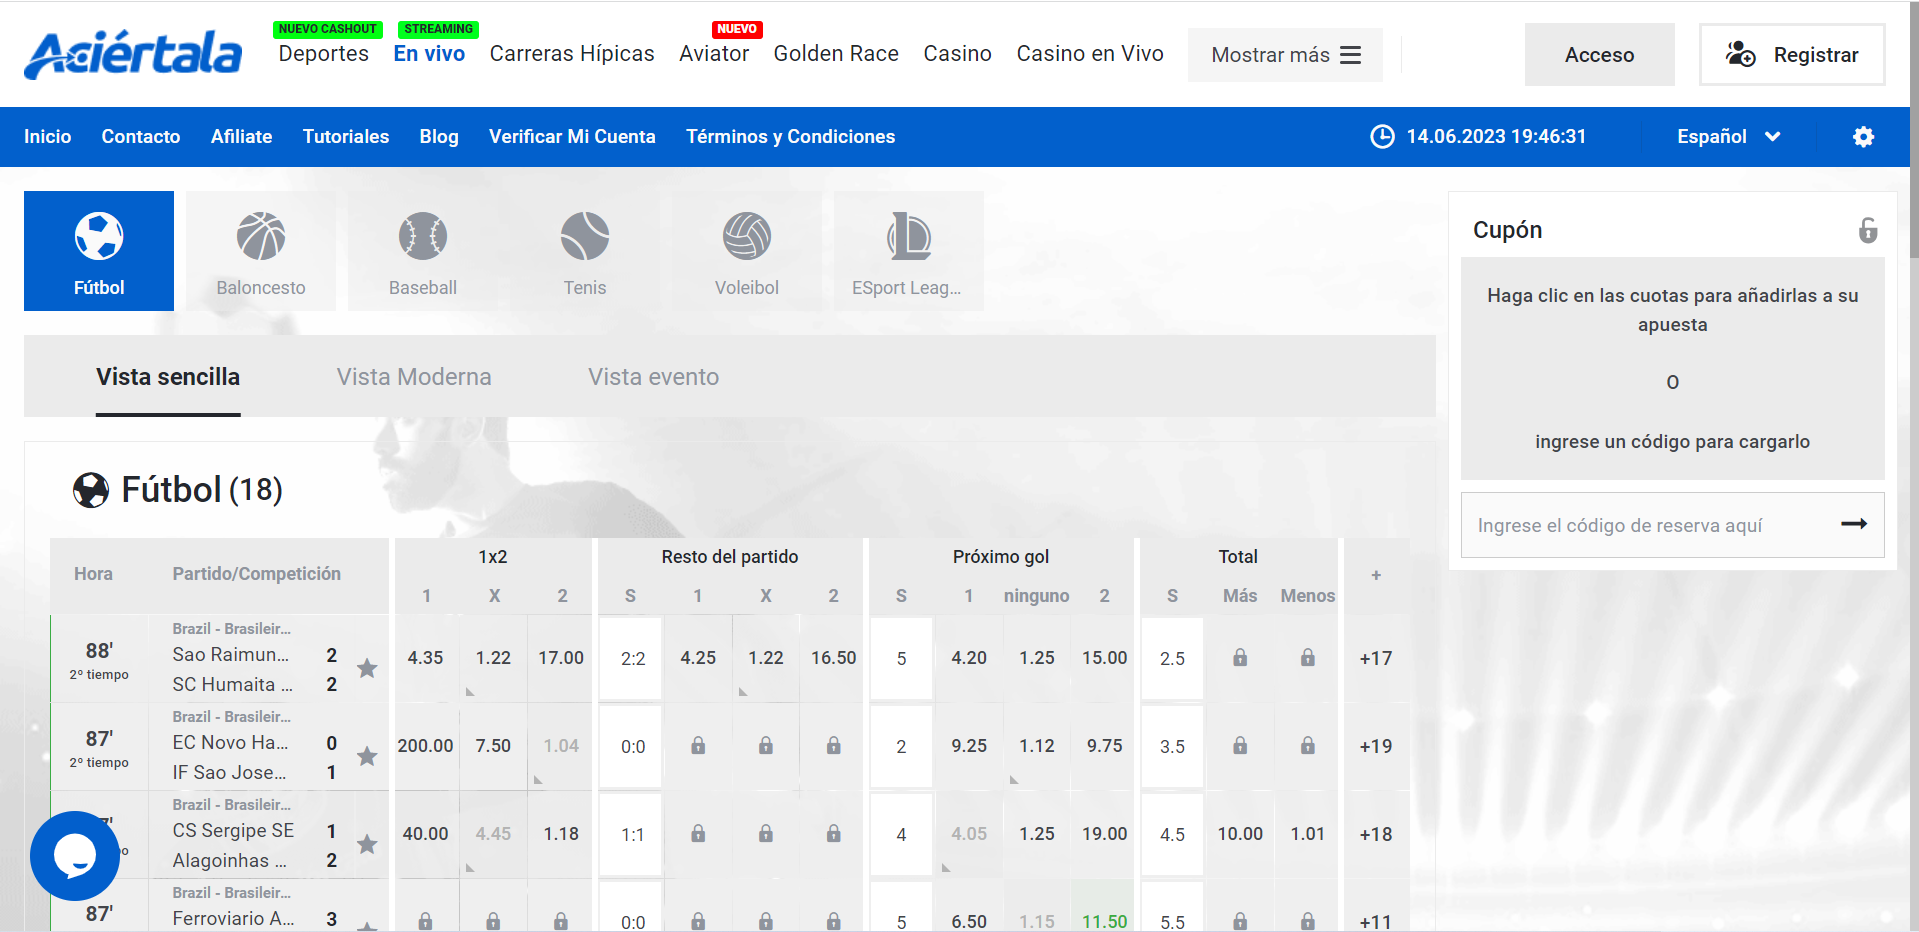 Aciértala
NUEVO CASHOUT
STREAMING
NUEVO
Deportes En vivo Carreras Hípicas Aviator Golden Race Casino Casino en Vivo Mostrar más Acceso Registrar
Inicio Contacto Afiliate Tutoriales Blog Verificar Mi Cuenta Términos y Condiciones 14.06.2023 19:46:31 Español
Fútbol Baloncesto Baseball Tenis Voleibol ESport Leag...
Vista sencilla Vista Moderna Vista evento
Cupón
Haga clic en las cuotas para añadirlas a su
apuesta
O
ingrese un código para cargarlo
Ingrese el código de reserva aquí
Fútbol (18)
Hora Partido/Competición 1x2 Resto del partido Próximo gol Total +
1 X 2 S 1 X 2 S 1 ninguno 2 S Más Menos
Brazil - Brasileir...
88' Sao Raimun... 2 4.35 1.22 17.00 2:2 4.25 1.22 16.50 5 4.20 1.25 15.00 2.5 +17
2º tiempo SC Humaita ... 2
Brazil - Brasileir...
87' EC Novo Ha... 0 200.00 7.50 1.04 0:0 2 9.25 1.12 9.75 3.5 +19
2º tiempo IF Sao Jose... 1
Brazil - Brasileir...
CS Sergipe SE 1 40.00 4.45 1.18 1:1 4 4.05 1.25 19.00 4.5 10.00 1.01 +18
Alagoinhas ... 2
Brazil - Brasileir...
87' Ferroviario A... 3 0:0 5 6.50 1.15 11.50 5.5 +11